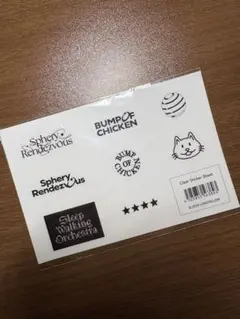 Sphery
Rendezvous
BUMP OF
CHICKEN
Sphery
Rendezvous
BUMP
OF
CHICKEN
Sleep
Walking
Orchestra
Clear Sticker Sheet